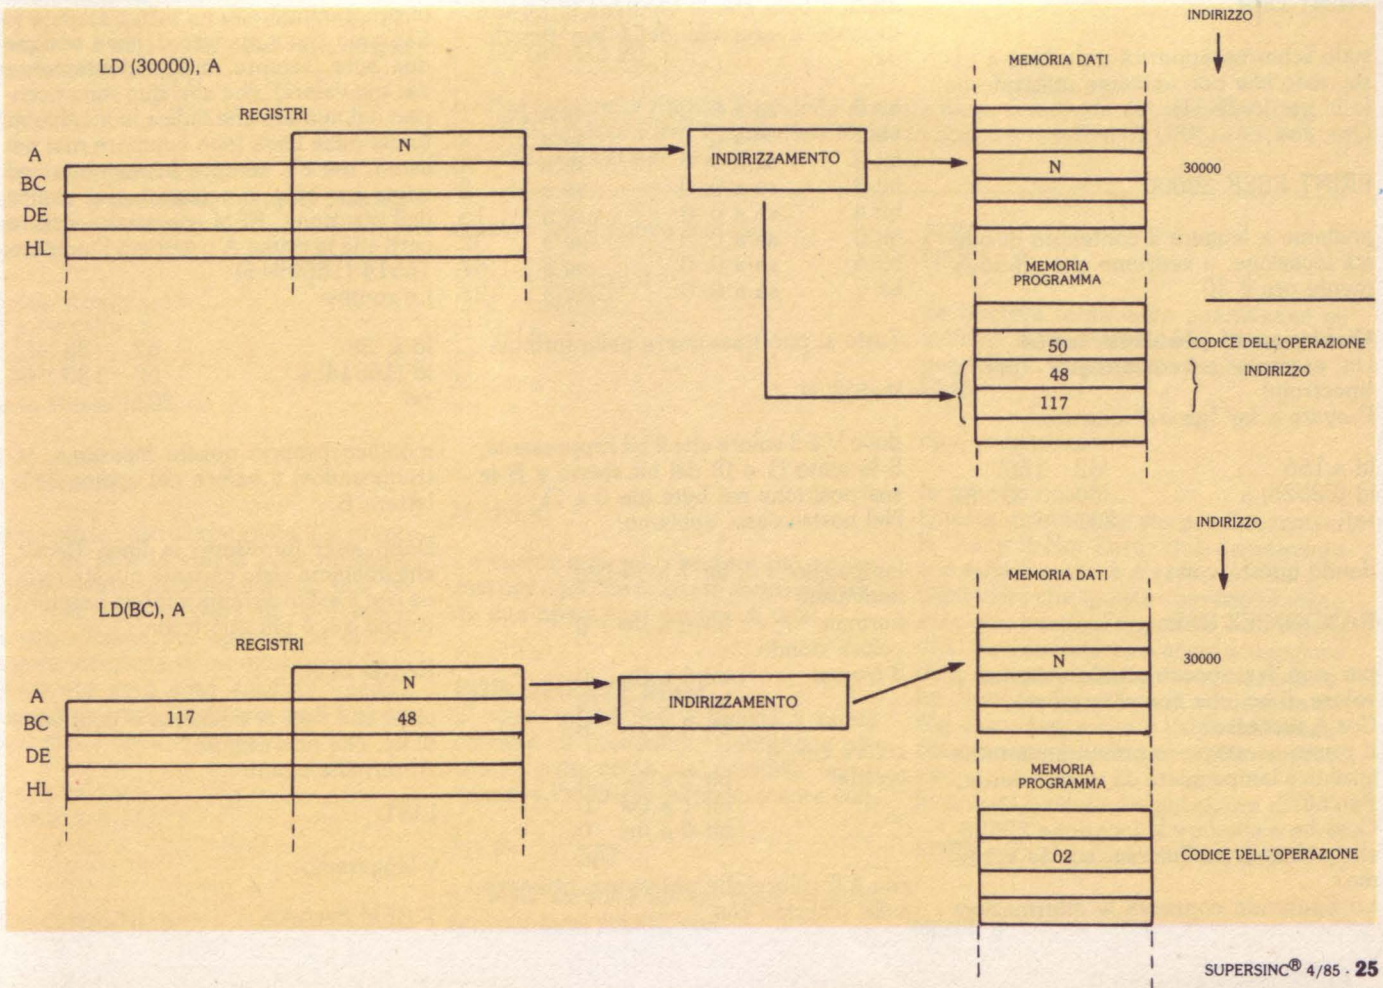 INDIRIZZO
LD (30000), A
MEMORIA DATI
REGISTRI
A
N
BC
DE
HL
INDIRIZZAMENTO
N
30000
MEMORIA
PROGRAMMA
50
CODICE DELL'OPERAZIONE
48
INDIRIZZO
117
INDIRIZZO
MEMORIA DATI
LD(BC), A
REGISTRI
A
N
BC
117
48
DE
HL
INDIRIZZAMENTO
N
30000
MEMORIA
PROGRAMMA
02
CODICE DELL'OPERAZIONE
SUPERSINC® 4/85 - 25